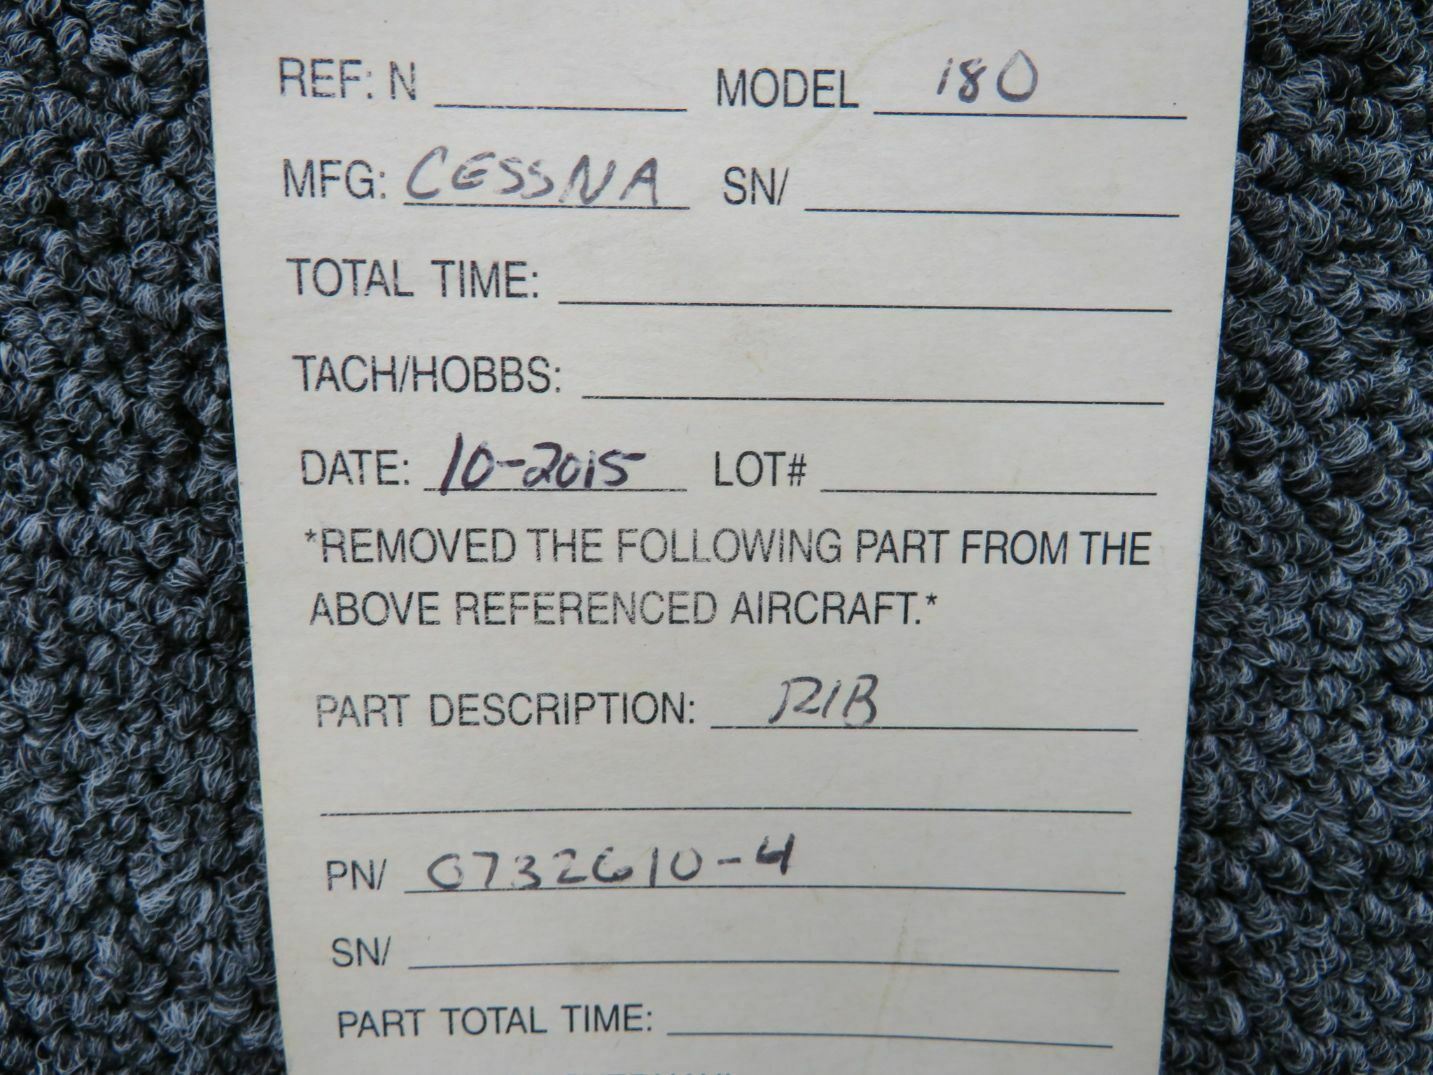 REF: N MODEL 180
MFG: CESSNA SN/
TOTAL TIME:
TACH/HOBBS:
DATE: 10-2015 LOT#
*REMOVED THE FOLLOWING PART FROM THE
ABOVE REFERENCED AIRCRAFT.*
PART DESCRIPTION: RIB
PN/ 0732610-4
SN/
PART TOTAL TIME: